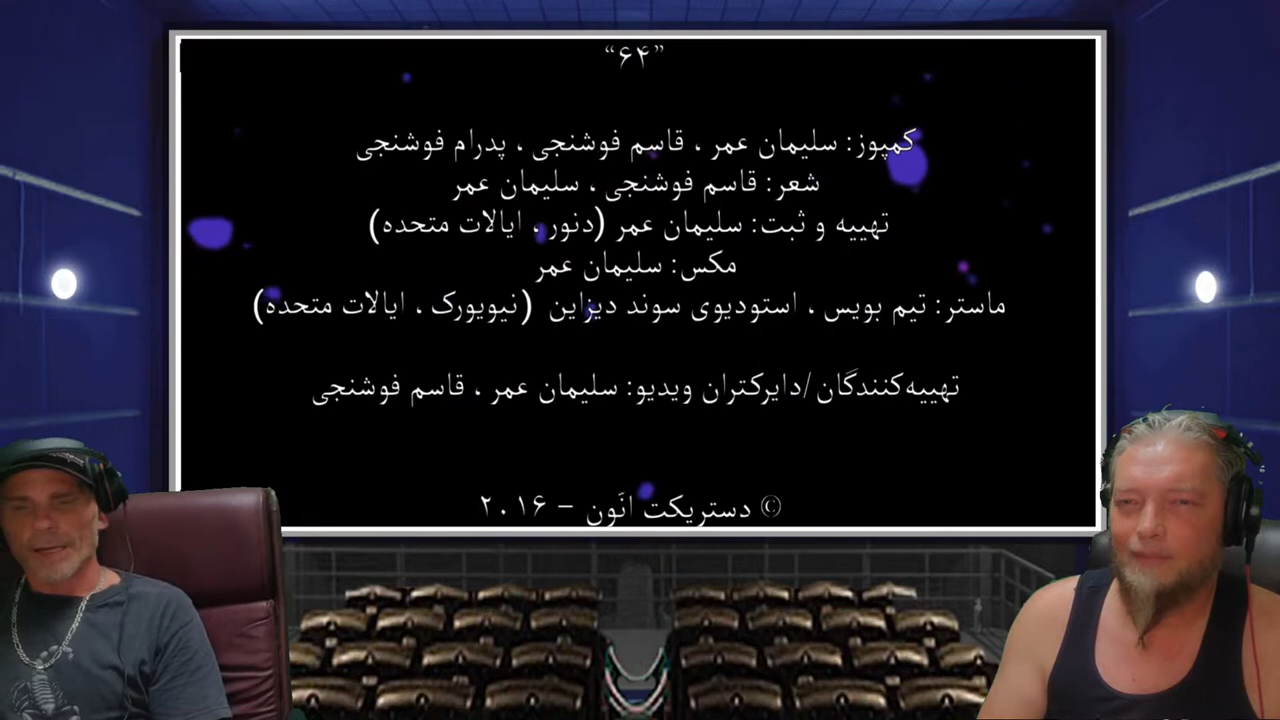 “۶۴”
کمپوز: سلیمان عمر ، قاسم فوشنجی ، پدرام فوشنجی
شعر: قاسم فوشنجی ، سلیمان عمر
تهییه و ثبت: سلیمان عمر (دنور ، ایالات متحده)
مکس: سلیمان عمر
ماستر: تیم بویس ، استودیوی سوند دیزاین (نیویورک ، ایالات متحده)
تهییه‌کنندگان/دایرکتران ویدیو: سلیمان عمر ، قاسم فوشنجی
© دستریکت انّون – ۲۰۱۶